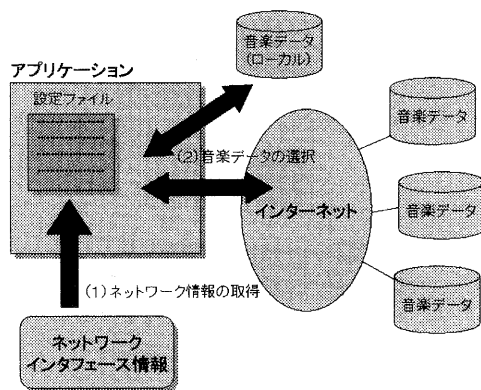 音楽データ
(ローカル)
アプリケーション
設定ファイル
音楽データ
(2)音楽データの選択
インターネット
音楽データ
(1)ネットワーク情報の取得
音楽データ
ネットワーク
インタフェース情報